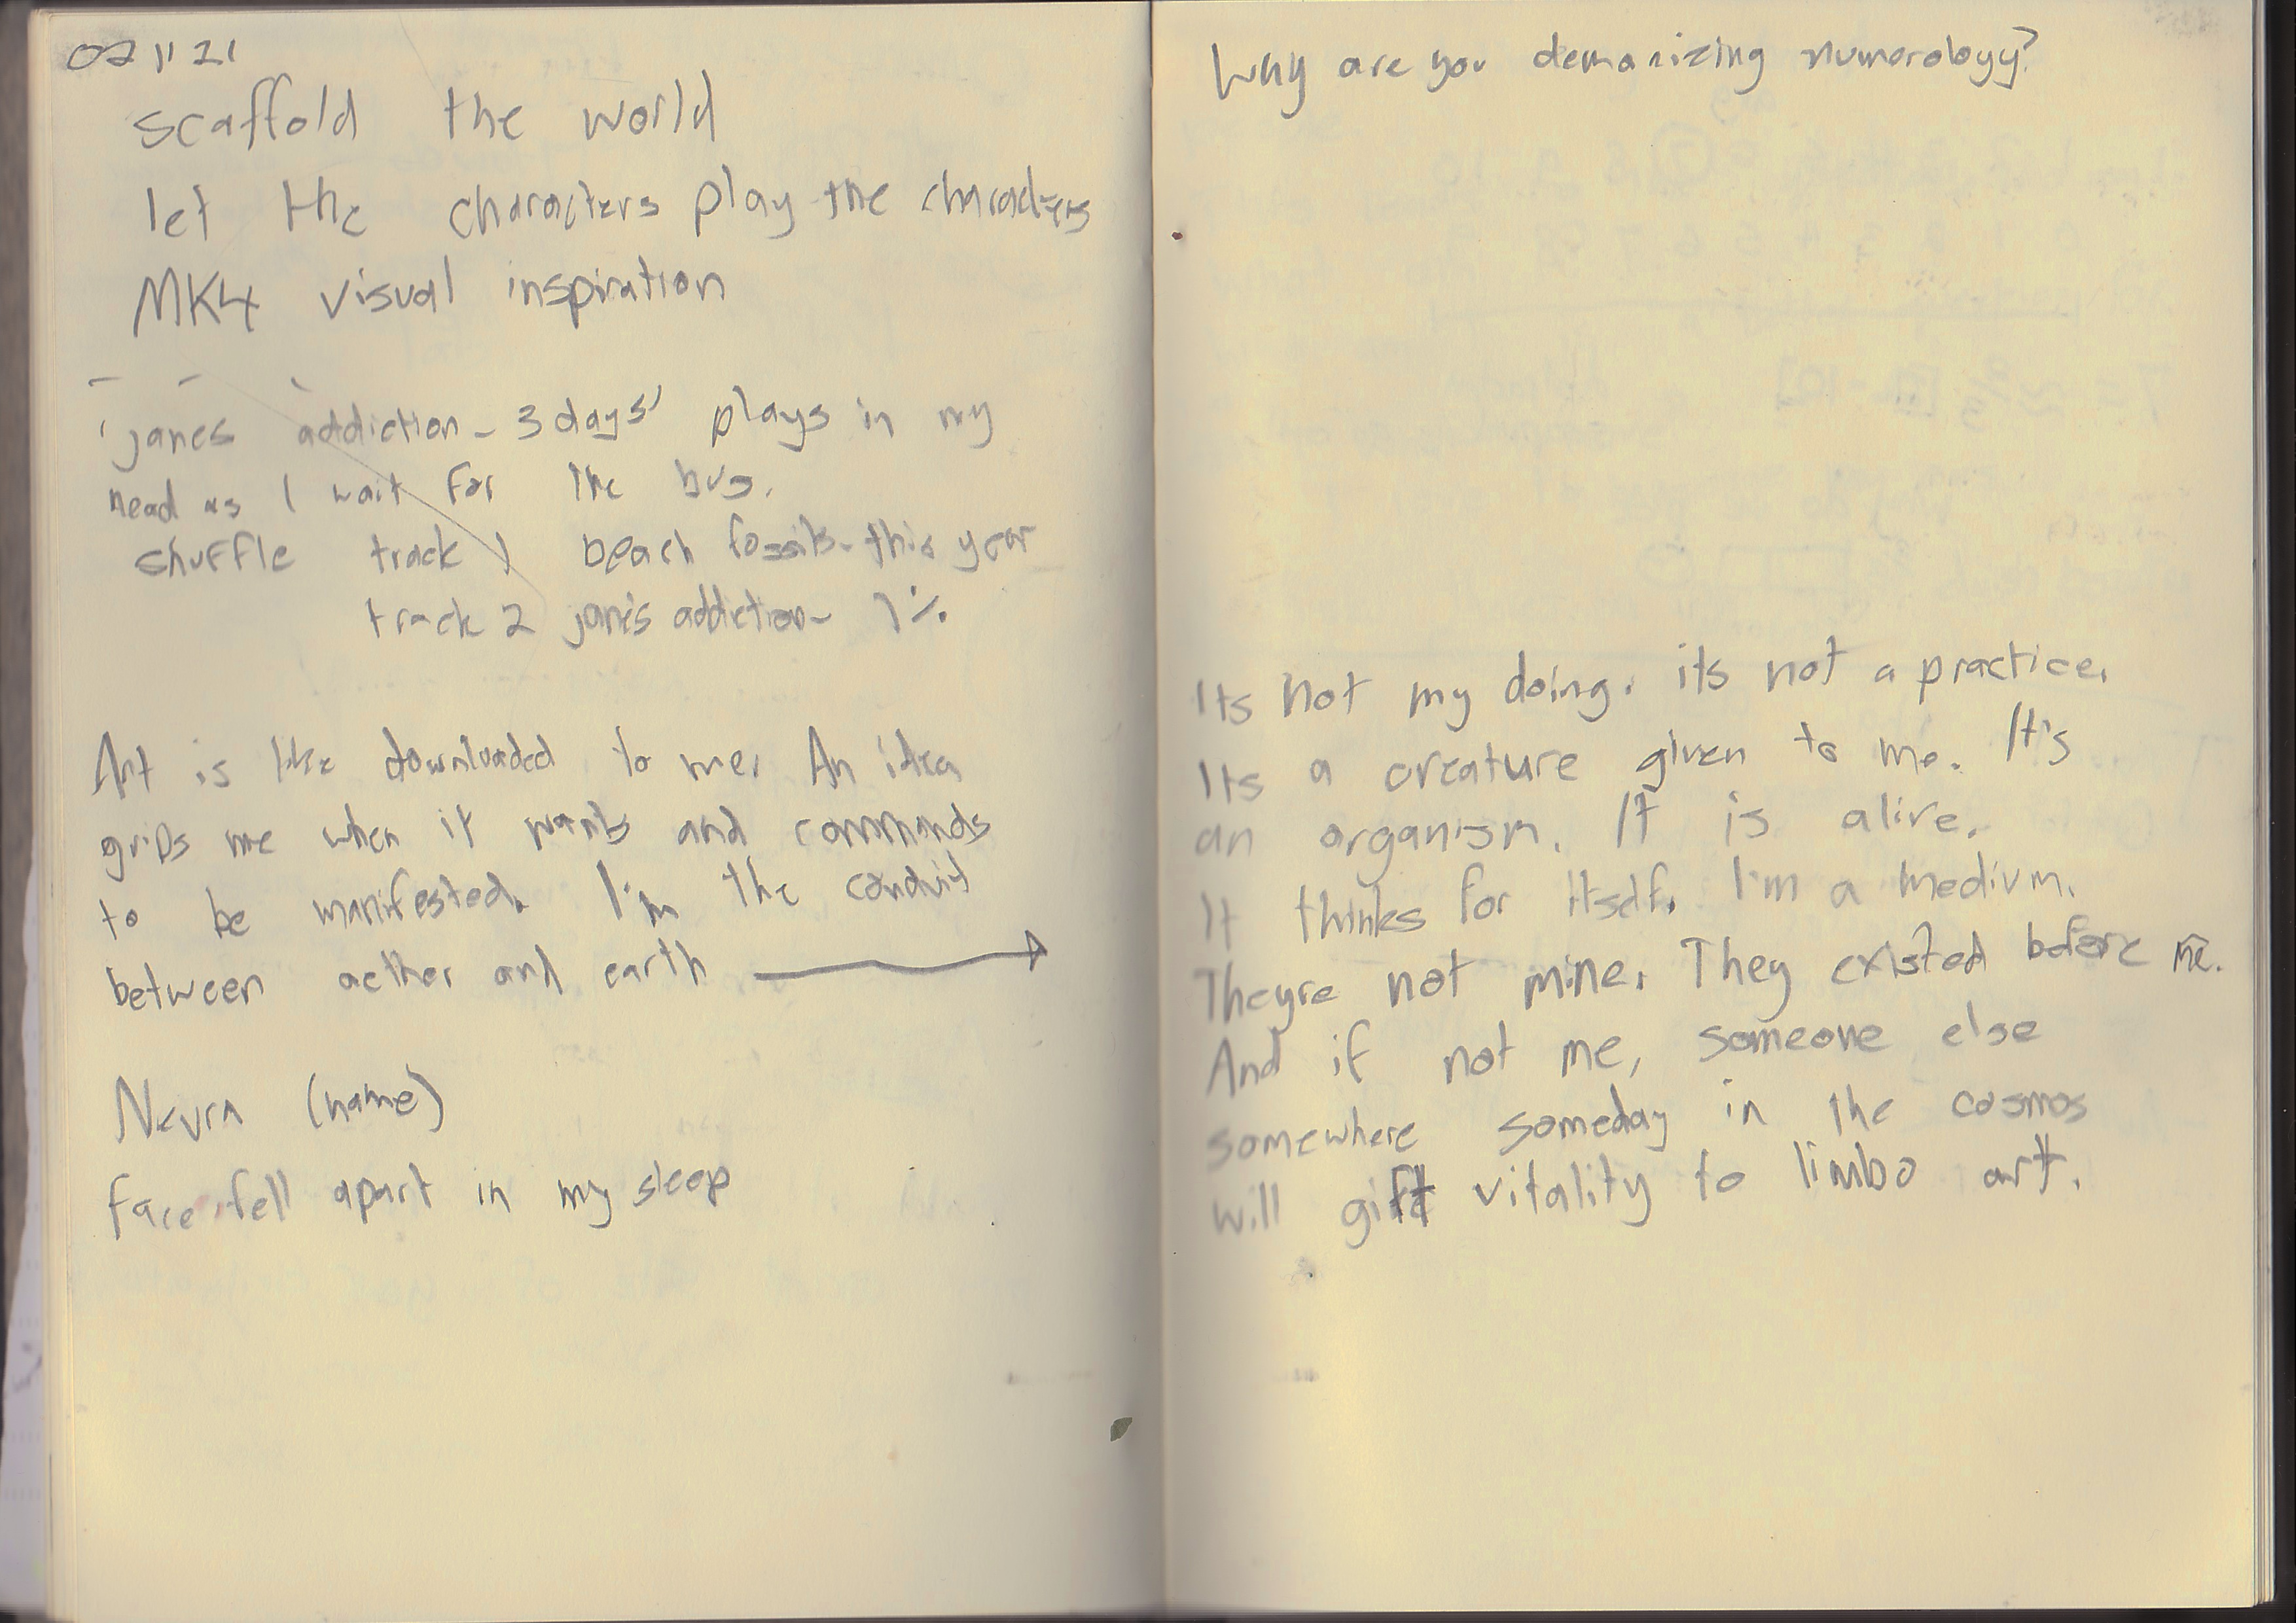 02 11 21
scaffold the world
let the characters play the characters
MK4 visual inspiration
'janes addiction - 3 days' plays in my
head as I wait for the bus.
shuffle track 1 beach fossils - this year
track 2 jane's addiction - 1%
Art is like downloaded to me. An idea
grips me when it wants and commands
to be manifested. I'm the conduit
between aether and earth
Nevra (name)
face fell apart in my sleep
Why are you demonizing numorology?
Its not my doing. its not a practice.
Its a creature given to me. It's
an organism. It is alive.
It thinks for itself. I'm a medium.
Theyre not mine. They existed before me.
And if not me, someone else
somewhere someday in the cosmos
will gift vitality to limbo art.